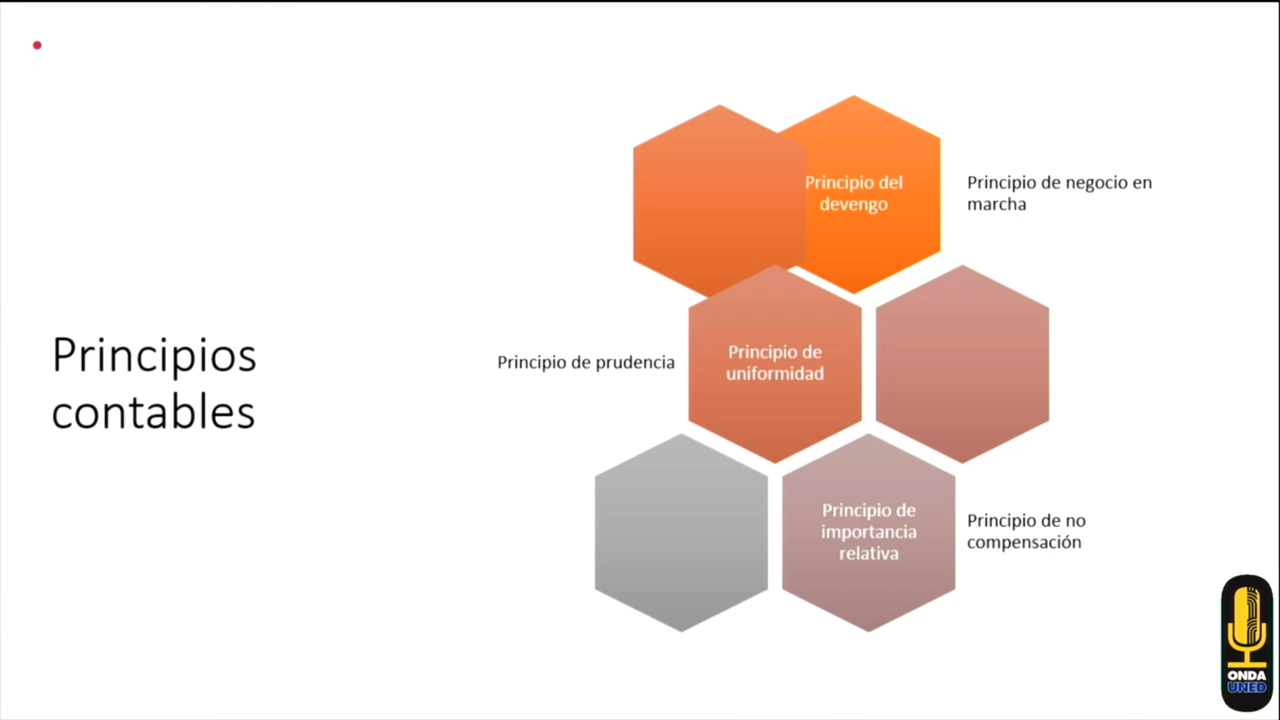 Principios
contables
Principio del
devengo
Principio de negocio en
marcha
Principio de prudencia
Principio de
uniformidad
Principio de
importancia
relativa
Principio de no
compensación
ONDA
UNED